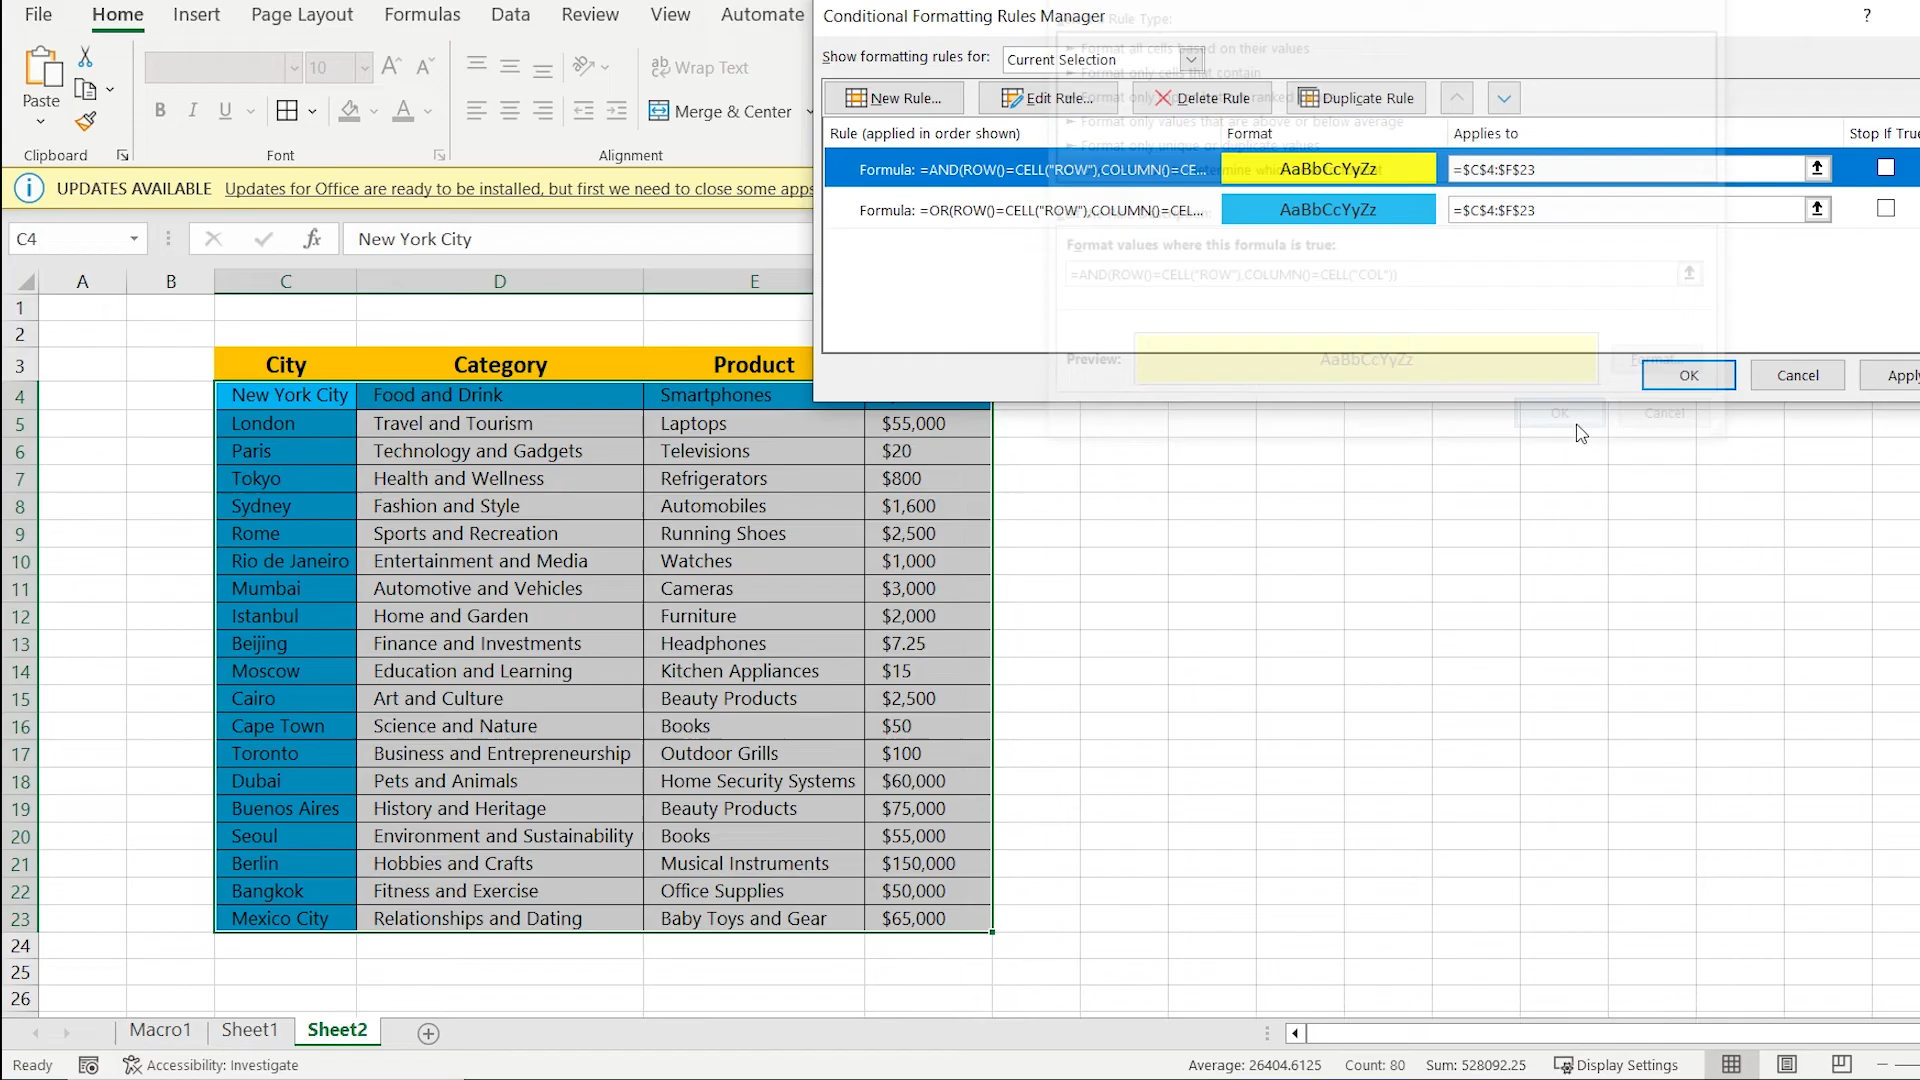 File Home Insert Page Layout Formulas Data Review View Automate
Conditional Formatting Rules Manager
?
Rule Type:
Show formatting rules for: Current Selection
► Format all cells based on their values
► Format only cells that contain
New Rule... Edit Rule... Delete Rule Duplicate Rule
► Format only values that are above or below average
Rule (applied in order shown) Format Applies to Stop If True
► Format only unique or duplicate values
Formula: =AND(ROW()=CELL("ROW"),COLUMN()=CE... AaBbCcYyZz =$C$4:$F$23
Formula: =OR(ROW()=CELL("ROW"),COLUMN()=CEL... AaBbCcYyZz =$C$4:$F$23
Format values where this formula is true:
=AND(ROW()=CELL("ROW"),COLUMN()=CELL("COL"))
Preview: AaBbCcYyZz Format...
OK Cancel Apply
OK Cancel
Paste
10
B I U
A A A
ab Wrap Text
Merge & Center
Clipboard Font Alignment
UPDATES AVAILABLE Updates for Office are ready to be installed, but first we need to close some apps
C4 fx New York City
A B C D E
1
2
3 City Category Product
4 New York City Food and Drink Smartphones
5 London Travel and Tourism Laptops $55,000
6 Paris Technology and Gadgets Televisions $20
7 Tokyo Health and Wellness Refrigerators $800
8 Sydney Fashion and Style Automobiles $1,600
9 Rome Sports and Recreation Running Shoes $2,500
10 Rio de Janeiro Entertainment and Media Watches $1,000
11 Mumbai Automotive and Vehicles Cameras $3,000
12 Istanbul Home and Garden Furniture $2,000
13 Beijing Finance and Investments Headphones $7.25
14 Moscow Education and Learning Kitchen Appliances $15
15 Cairo Art and Culture Beauty Products $2,500
16 Cape Town Science and Nature Books $50
17 Toronto Business and Entrepreneurship Outdoor Grills $100
18 Dubai Pets and Animals Home Security Systems $60,000
19 Buenos Aires History and Heritage Beauty Products $75,000
20 Seoul Environment and Sustainability Books $55,000
21 Berlin Hobbies and Crafts Musical Instruments $150,000
22 Bangkok Fitness and Exercise Office Supplies $50,000
23 Mexico City Relationships and Dating Baby Toys and Gear $65,000
24
25
26
Macro1 Sheet1 Sheet2
Ready Accessibility: Investigate Average: 26404.6125 Count: 80 Sum: 528092.25 Display Settings